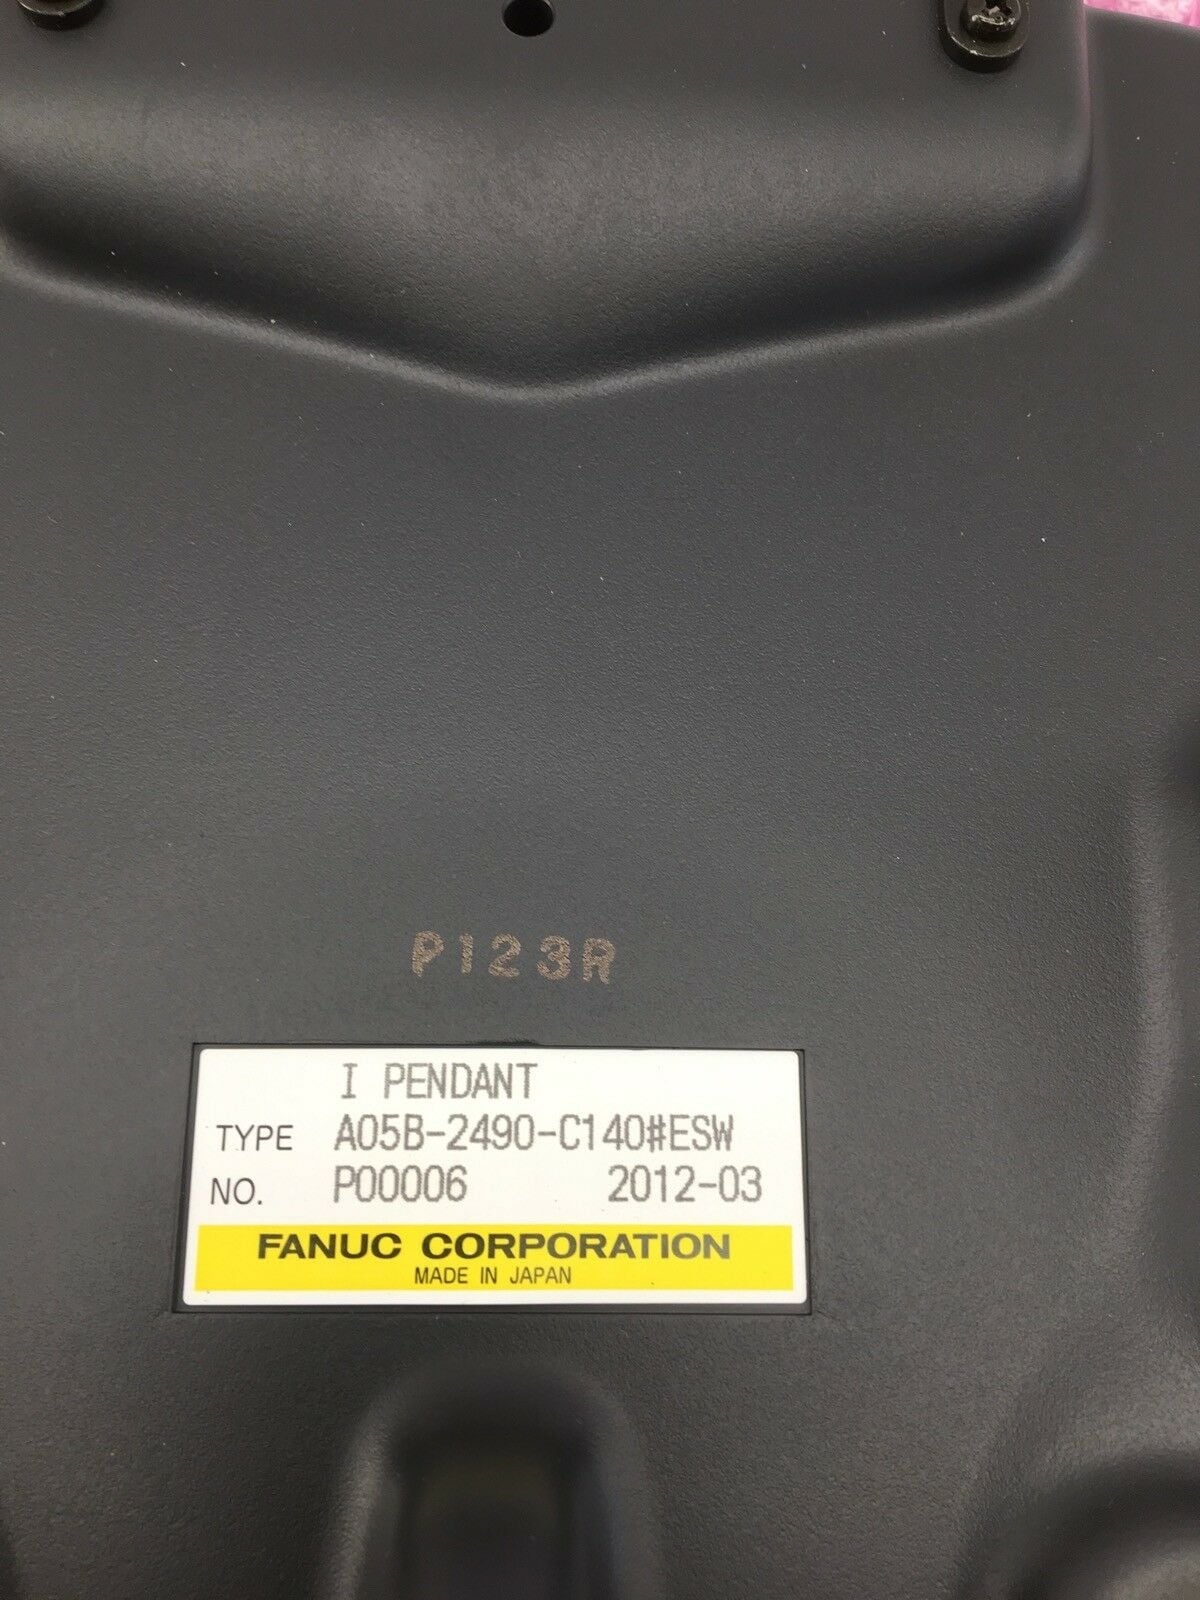 P123R
I PENDANT
TYPE A05B-2490-C140#ESW
NO. P00006 2012-03
FANUC CORPORATION
MADE IN JAPAN